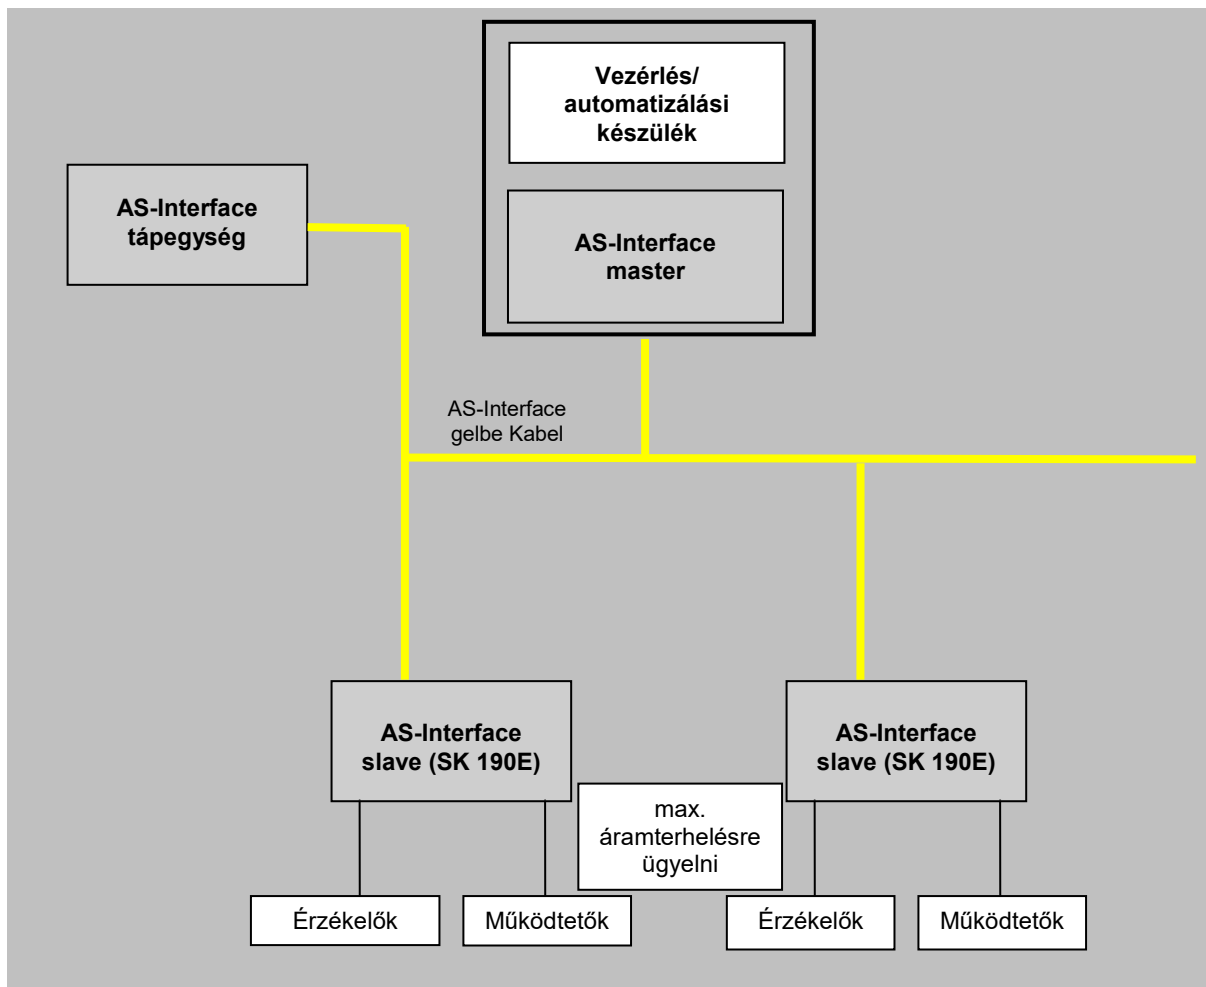 Vezérlés/
automatizálási
készülék
AS-Interface
tápegység
AS-Interface
master
AS-Interface
gelbe Kabel
AS-Interface
slave (SK 190E)
AS-Interface
slave (SK 190E)
max.
áramterhelésre
ügyelni
Érzékelők
Működtetők
Érzékelők
Működtetők